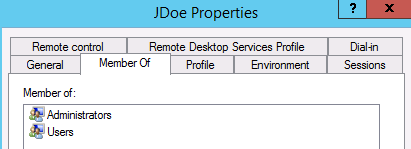 JDoe Properties
? x
Remote control Remote Desktop Services Profile Dial-in
General Member Of Profile Environment Sessions
Member of:
Administrators
Users